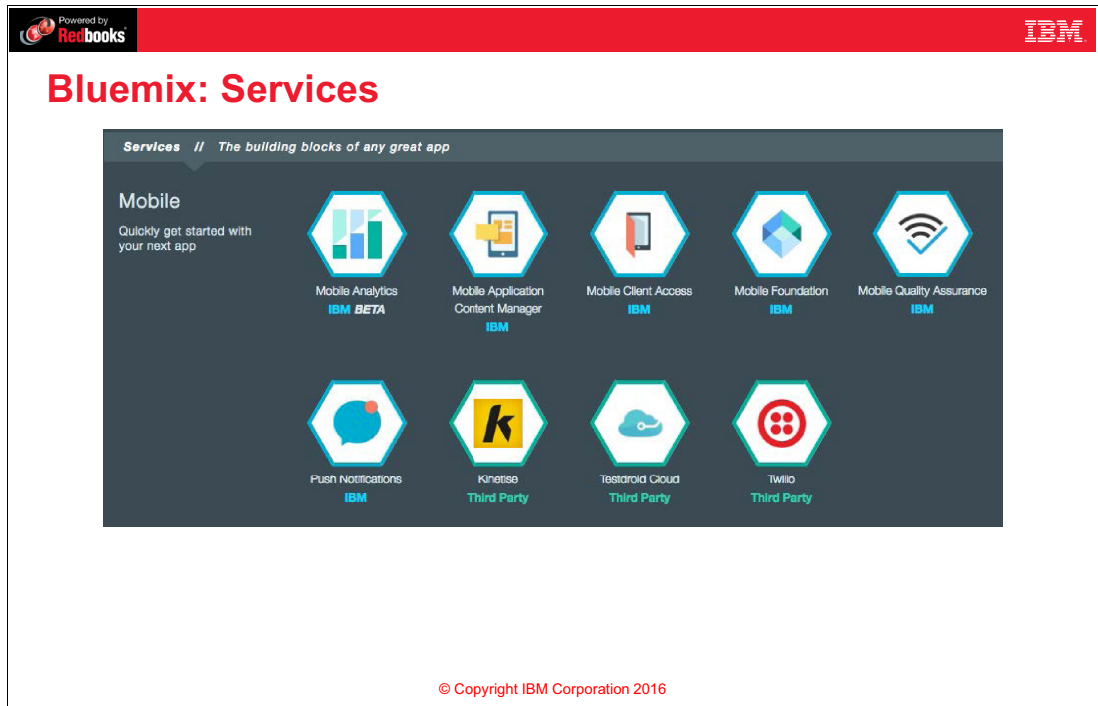 Powered by
Redbooks
IBM
Bluemix: Services
Services // The building blocks of any great app
Mobile
Quickly get started with
your next app
Mobile Analytics
IBM BETA
Mobile Application
Content Manager
IBM
Mobile Client Access
IBM
Mobile Foundation
IBM
Mobile Quality Assurance
IBM
Push Notifications
IBM
k
Kinetise
Third Party
Testdroid Cloud
Third Party
Twilio
Third Party
© Copyright IBM Corporation 2016